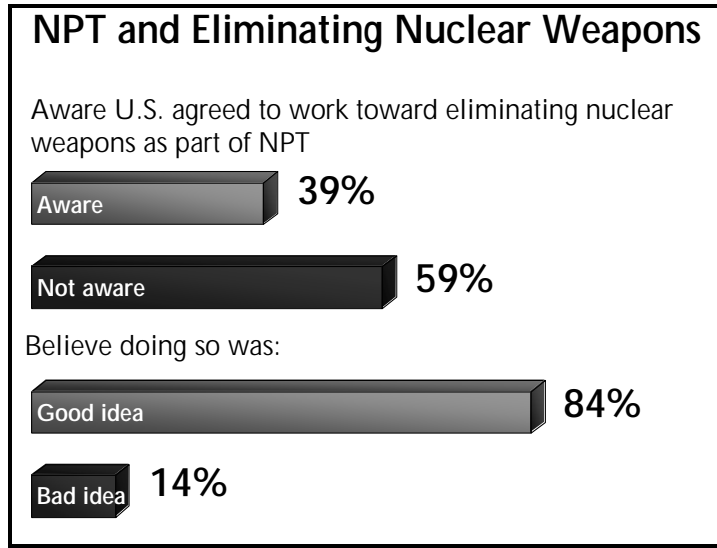 NPT and Eliminating Nuclear Weapons
Aware U.S. agreed to work toward eliminating nuclear
weapons as part of NPT
Aware 39%
Not aware 59%
Believe doing so was:
Good idea 84%
Bad idea 14%